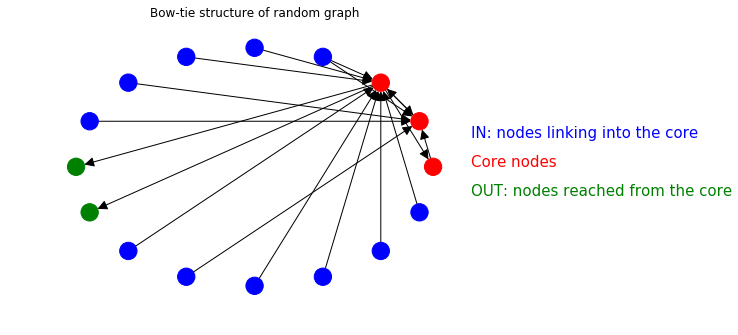 Bow-tie structure of random graph
IN: nodes linking into the core
Core nodes
OUT: nodes reached from the core